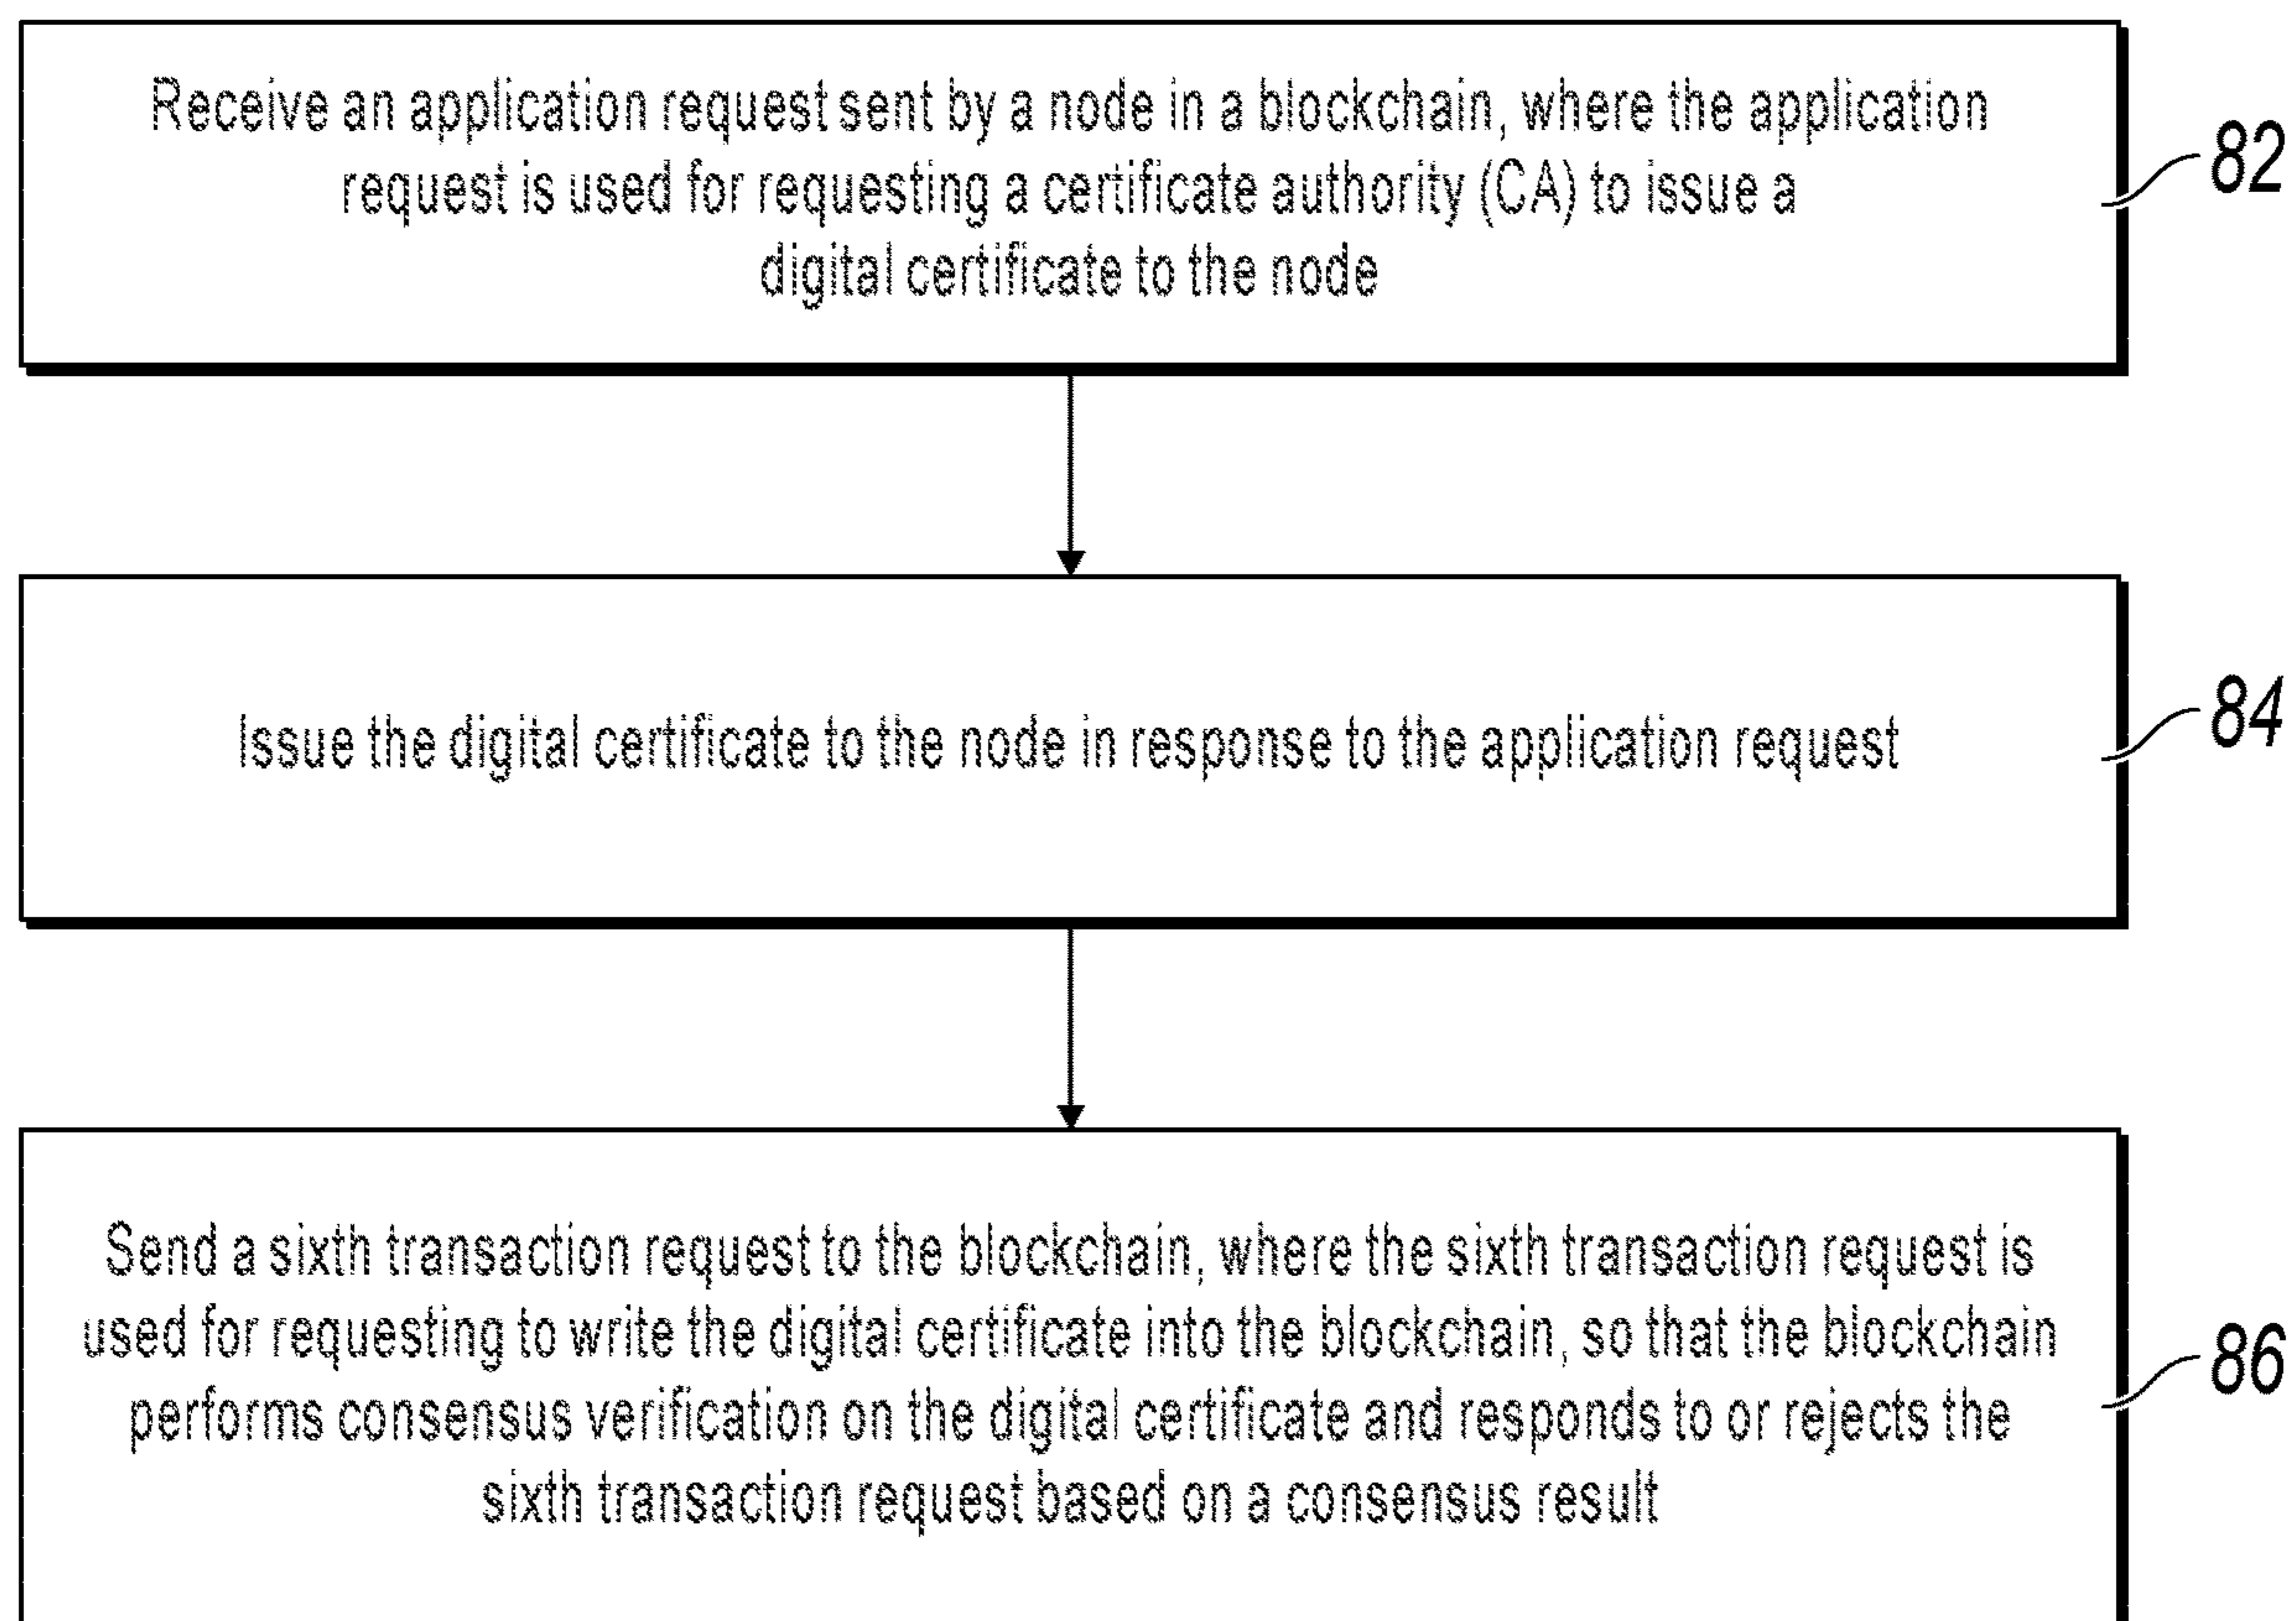 Receive an application request sent by a node in a blockchain, where the application
request is used for requesting a certificate authority (CA) to issue a
digital certificate to the node
82
Issue the digital certificate to the node in response to the application request
84
Send a sixth transaction request to the blockchain, where the sixth transaction request is
used for requesting to write the digital certificate into the blockchain, so that the blockchain
performs consensus verification on the digital certificate and responds to or rejects the
sixth transaction request based on a consensus result
86